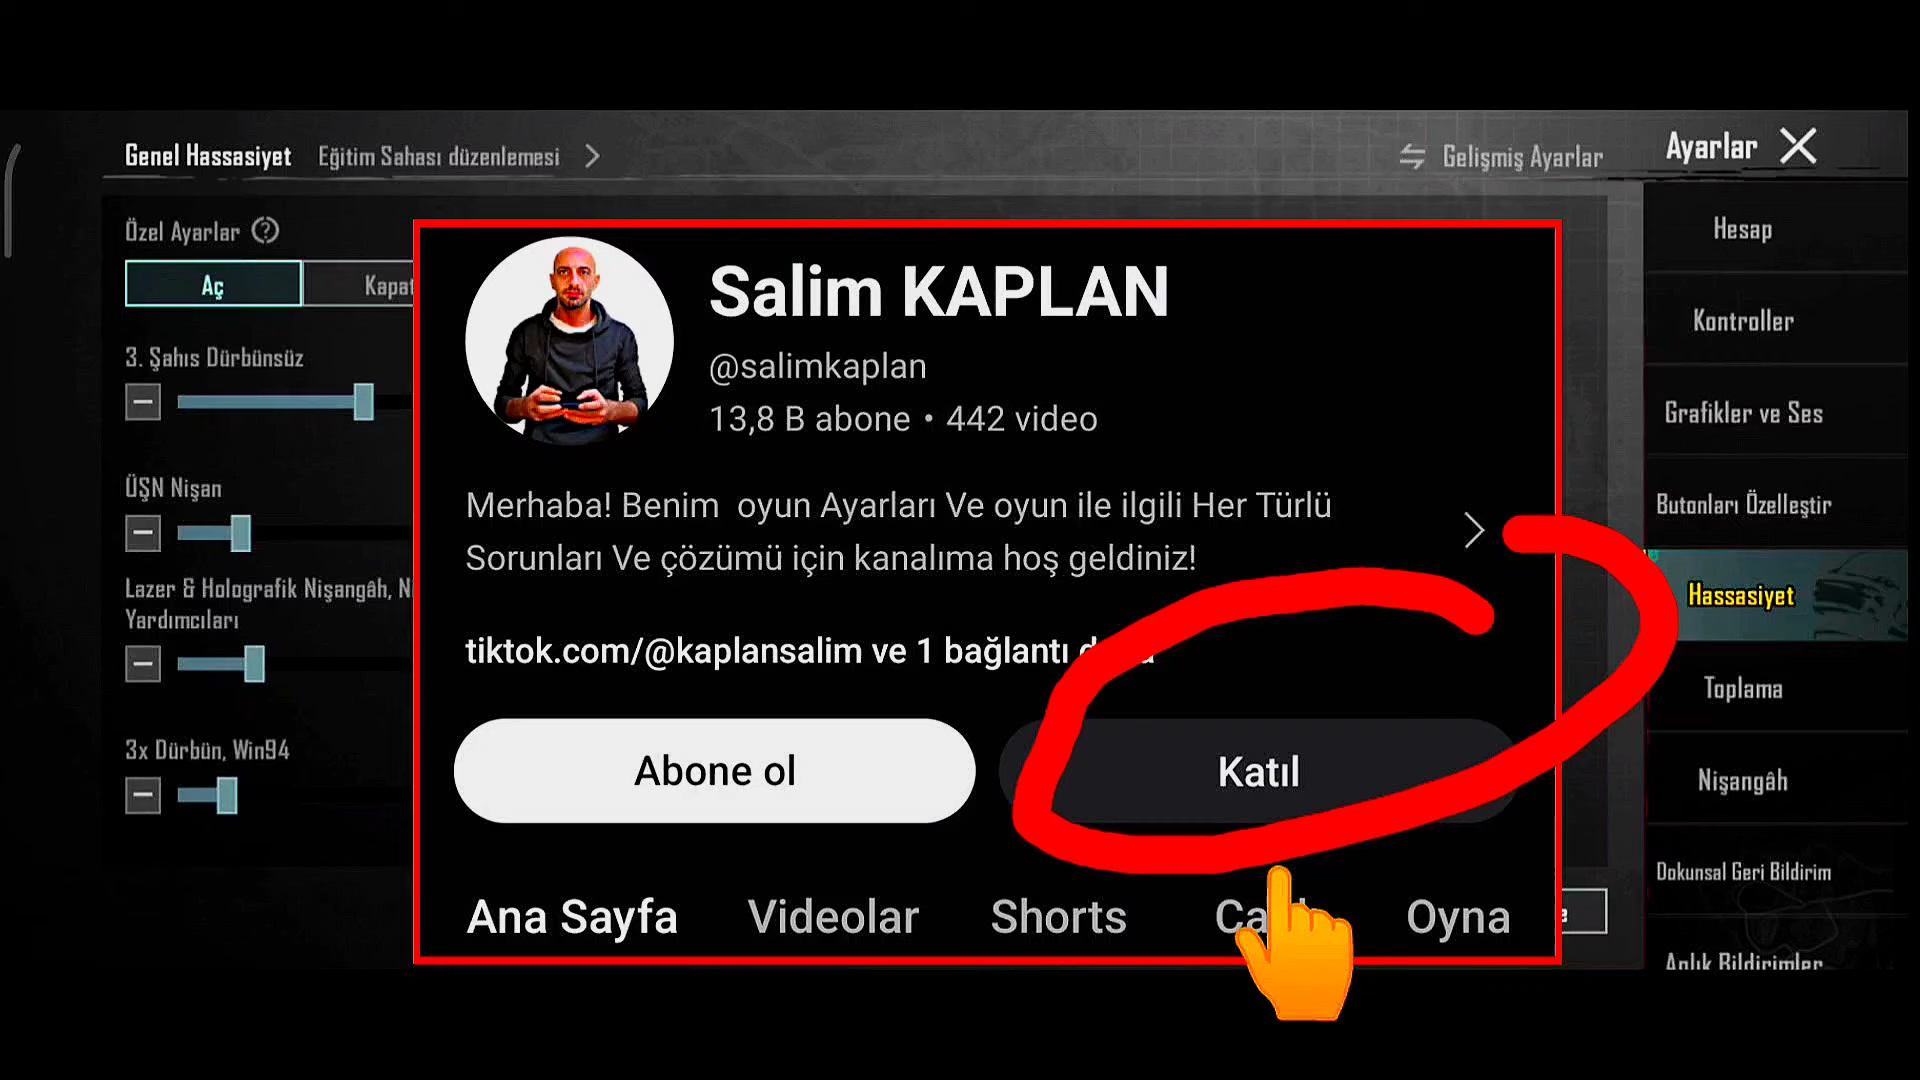 Genel Hassasiyet
Eğitim Sahası düzenlemesi
Gelişmiş Ayarlar
Ayarlar
Özel Ayarlar
Aç
Kapat
3. Şahıs Dürbünsüz
ÜŞN Nişan
Lazer & Holografik Nişangâh,
Yardımcıları
3x Dürbün, Win94
Salim KAPLAN
@salimkaplan
13,8 B abone • 442 video
Merhaba! Benim oyun Ayarları Ve oyun ile ilgili Her Türlü
Sorunları Ve çözümü için kanalıma hoş geldiniz!
tiktok.com/@kaplansalim ve 1 bağlantı
Abone ol
Katıl
Ana Sayfa
Videolar
Shorts
Oyna
Hesap
Kontroller
Grafikler ve Ses
Butonları Özelleştir
Hassasiyet
Toplama
Nişangâh
Dokunsal Geri Bildirim
Anlık Bildirimler